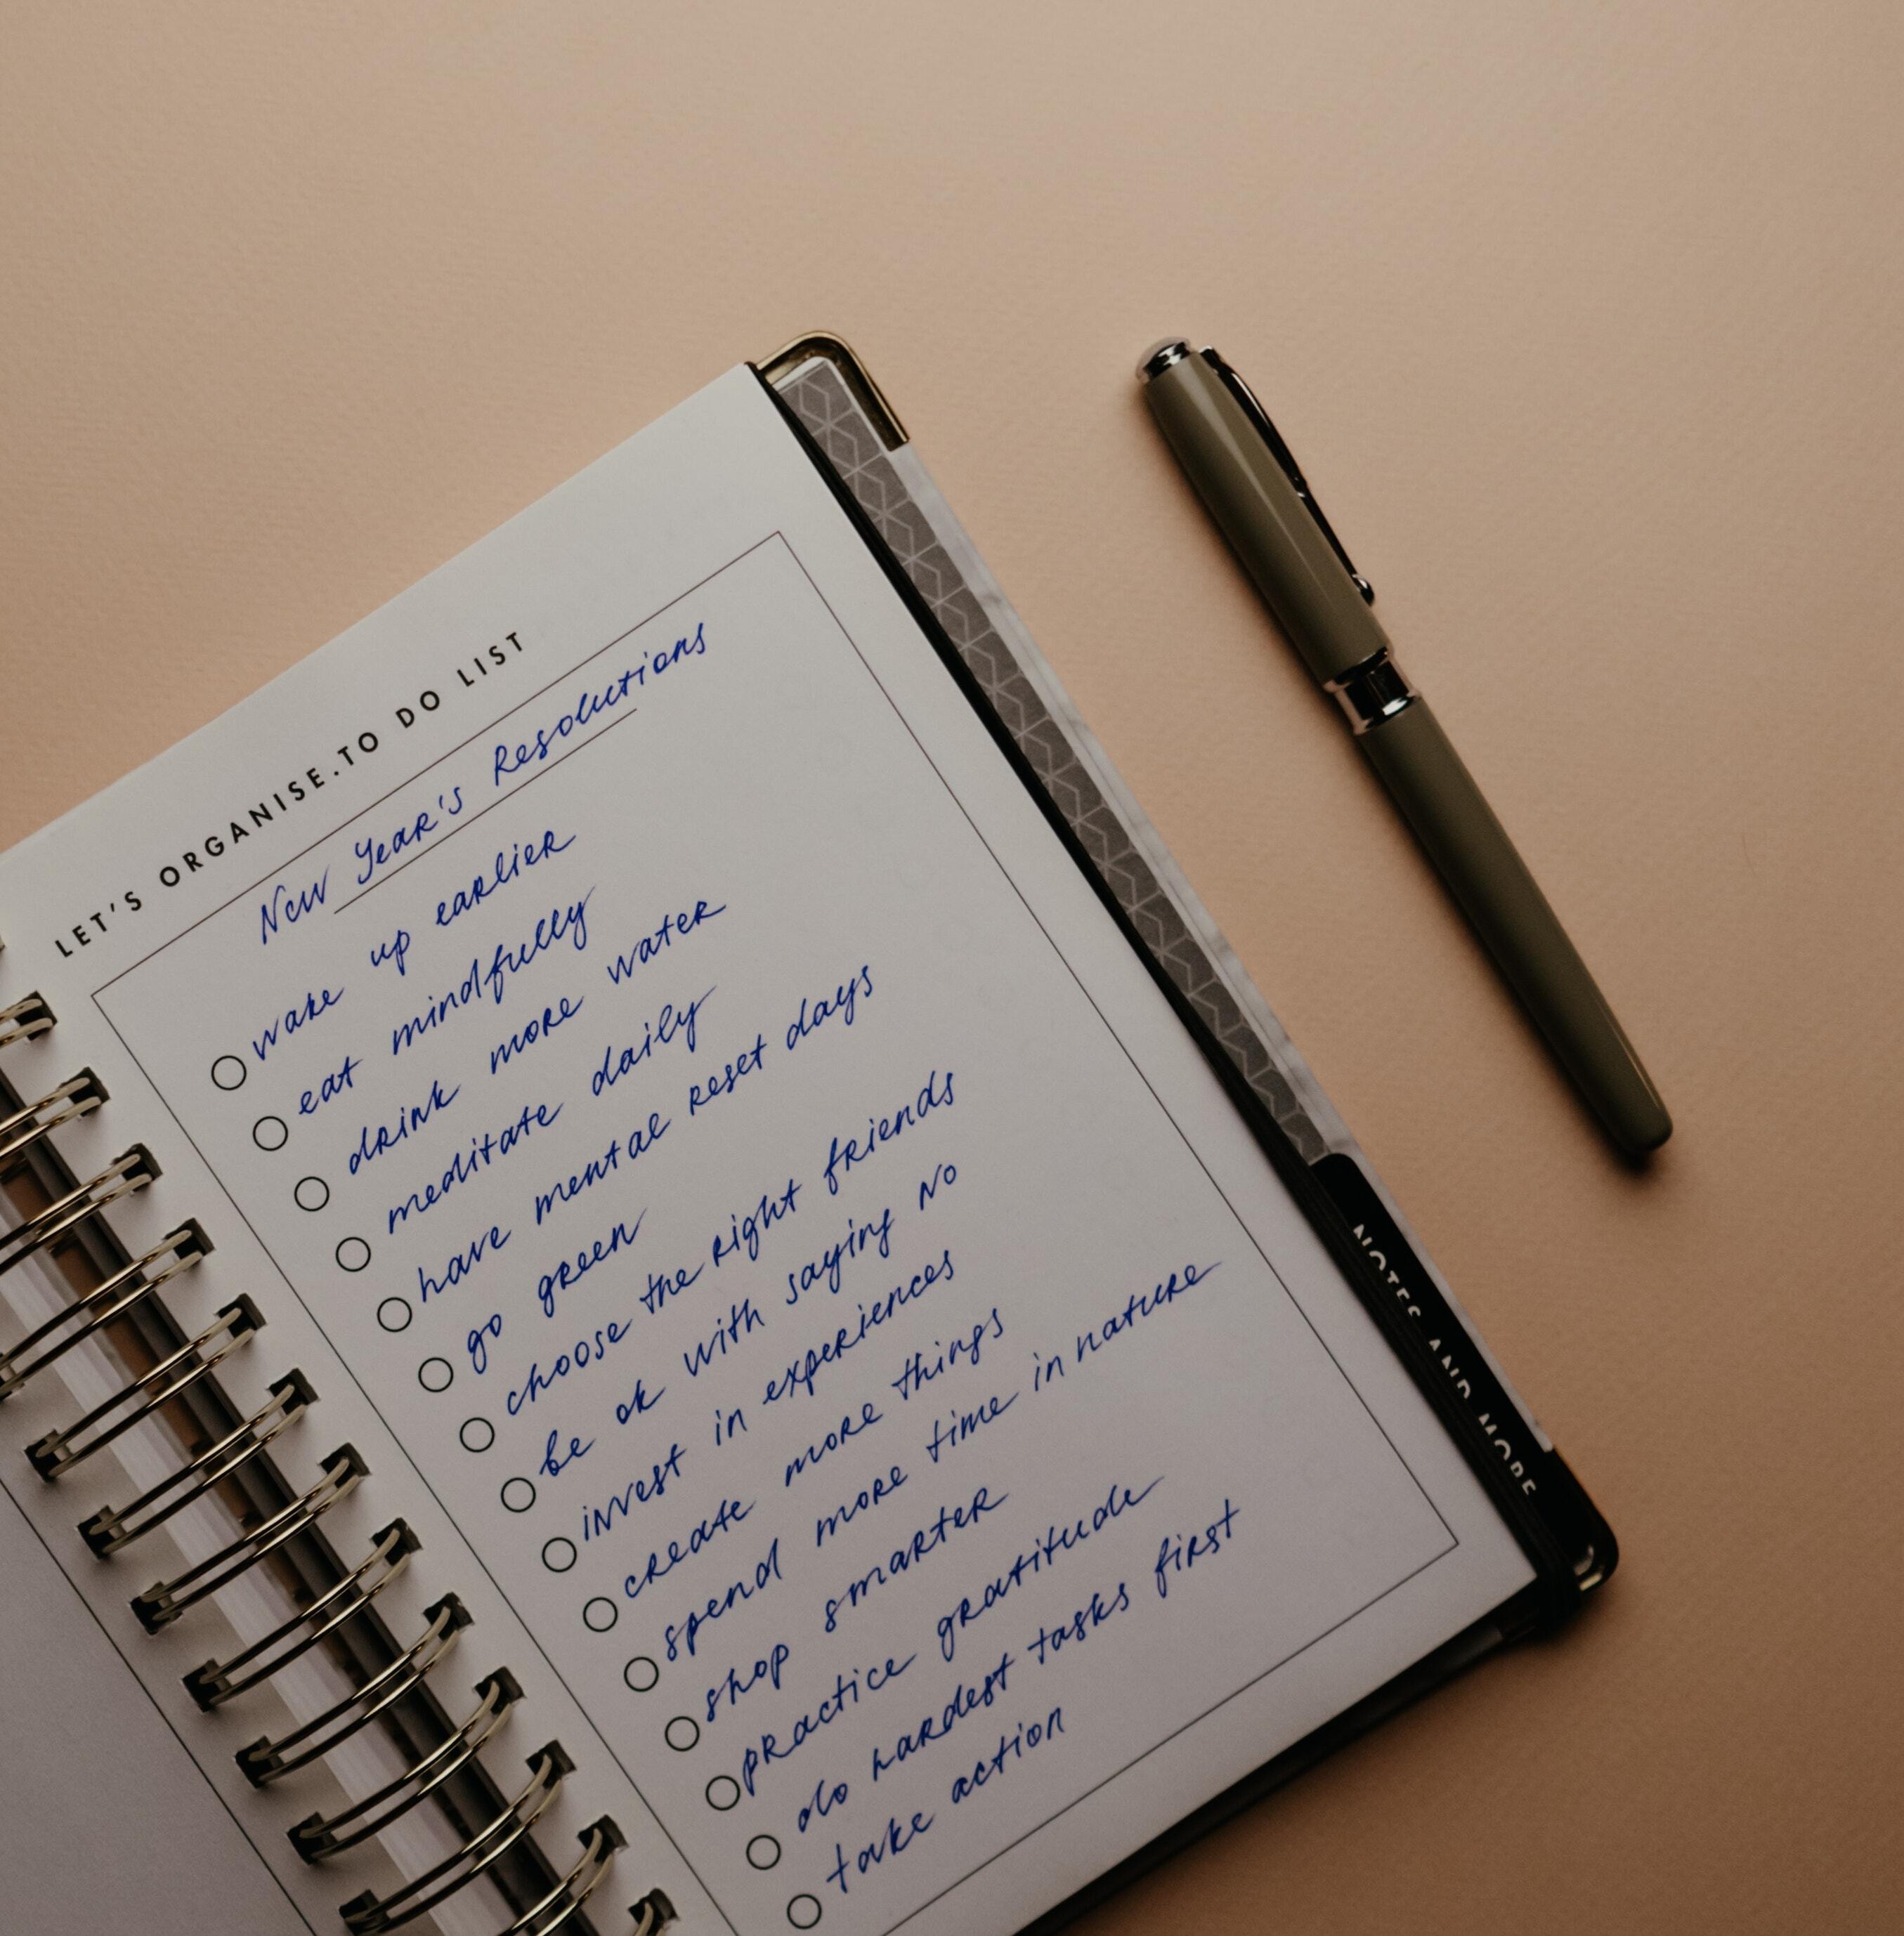 LET'S ORGANISE.TO DO LIST
New Year's Resolutions
wake up earlier
eat mindfully
drink more water
meditate daily
have mental reset days
go green
choose the right friends
be ok with saying NO
invest in experiences
create more things
spend more time in nature
shop smarter
practice gratitude
do hardest tasks first
take action
NOTES AND MORE